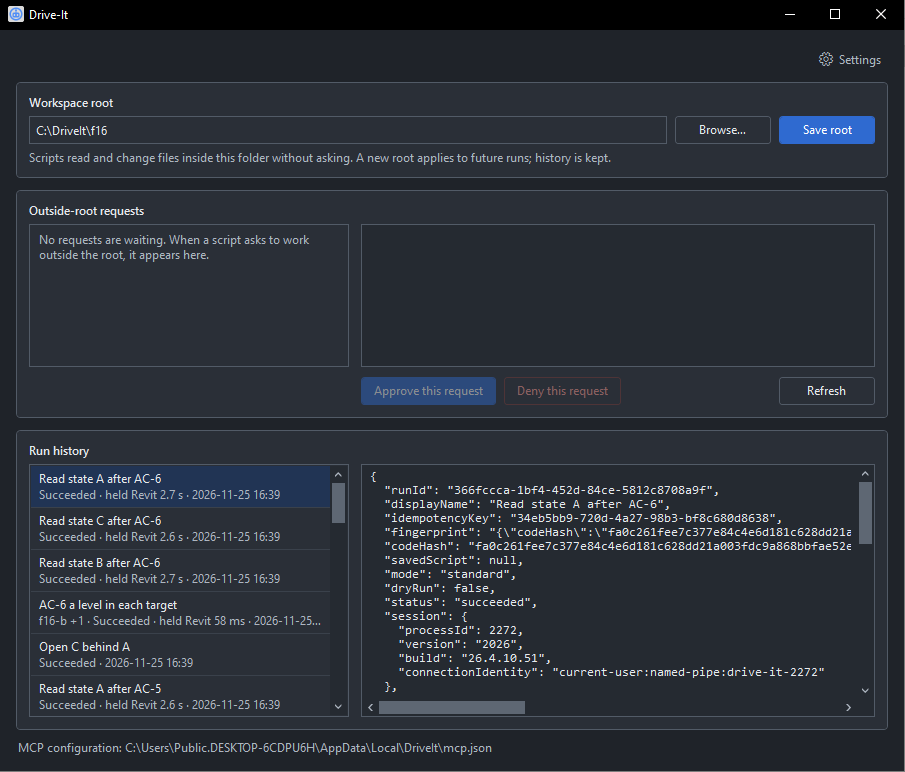 Drive-It
Settings
Workspace root
C:\DriveIt\f16
Browse...
Save root
Scripts read and change files inside this folder without asking. A new root applies to future runs; history is kept.
Outside-root requests
No requests are waiting. When a script asks to work
outside the root, it appears here.
Approve this request
Deny this request
Refresh
Run history
Read state A after AC-6
Succeeded · held Revit 2.7 s · 2026-11-25 16:39
Read state C after AC-6
Succeeded · held Revit 2.6 s · 2026-11-25 16:39
Read state B after AC-6
Succeeded · held Revit 2.7 s · 2026-11-25 16:39
AC-6 a level in each target
f16-b +1 · Succeeded · held Revit 58 ms · 2026-11-25...
Open C behind A
Succeeded · 2026-11-25 16:39
Read state A after AC-5
Succeeded · held Revit 2.6 s · 2026-11-25 16:39
{
"runId": "366fccca-1bf4-452d-84ce-5812c8708a9f",
"displayName": "Read state A after AC-6",
"idempotencyKey": "34eb5bb9-720d-4a27-98b3-bf8c680d8638",
"fingerprint": "{\"codeHash\":\"fa0c261fee7c377e84c4e6d181c628dd21a
"codeHash": "fa0c261fee7c377e84c4e6d181c628dd21a003fdc9a868bbfae52e
"savedScript": null,
"mode": "standard",
"dryRun": false,
"status": "succeeded",
"session": {
"processId": 2272,
"version": "2026",
"build": "26.4.10.51",
"connectionIdentity": "current-user:named-pipe:drive-it-2272"
},
MCP configuration: C:\Users\Public.DESKTOP-6CDPU6H\AppData\Local\DriveIt\mcp.json